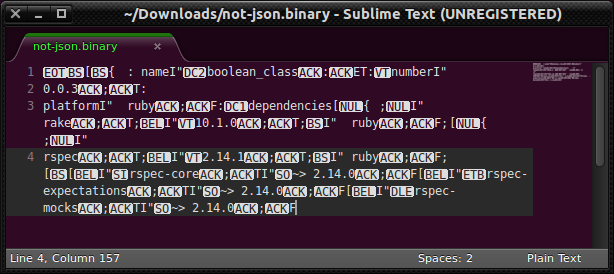 ~/Downloads/not-json.binary - Sublime Text (UNREGISTERED)
not-json.binary ×
1 EOTBS[BS{ : nameI"DC2boolean_classACK:ACKET:VTnumberI"
2 0.0.3ACK;ACKT:
3 platformI" rubyACK;ACKF:DC1dependencies[NUL{ ;NULI"
rakeACK;ACKT;BELI"VT10.1.0ACK;ACKT;BSI" rubyACK;ACKF;[NUL{
;NULI"
4 rspecACK;ACKT;BELI"VT2.14.1ACK;ACKT;BSI" rubyACK;ACKF;
[BS[BELI"SIrspec-coreACK;ACKTI"SO~> 2.14.0ACK;ACKF[BELI"ETBrspec-
expectationsACK;ACKTI"SO~> 2.14.0ACK;ACKF[BELI"DLErspec-
mocksACK;ACKTI"SO~> 2.14.0ACK;ACKF
Line 4, Column 157 Spaces: 2 Plain Text